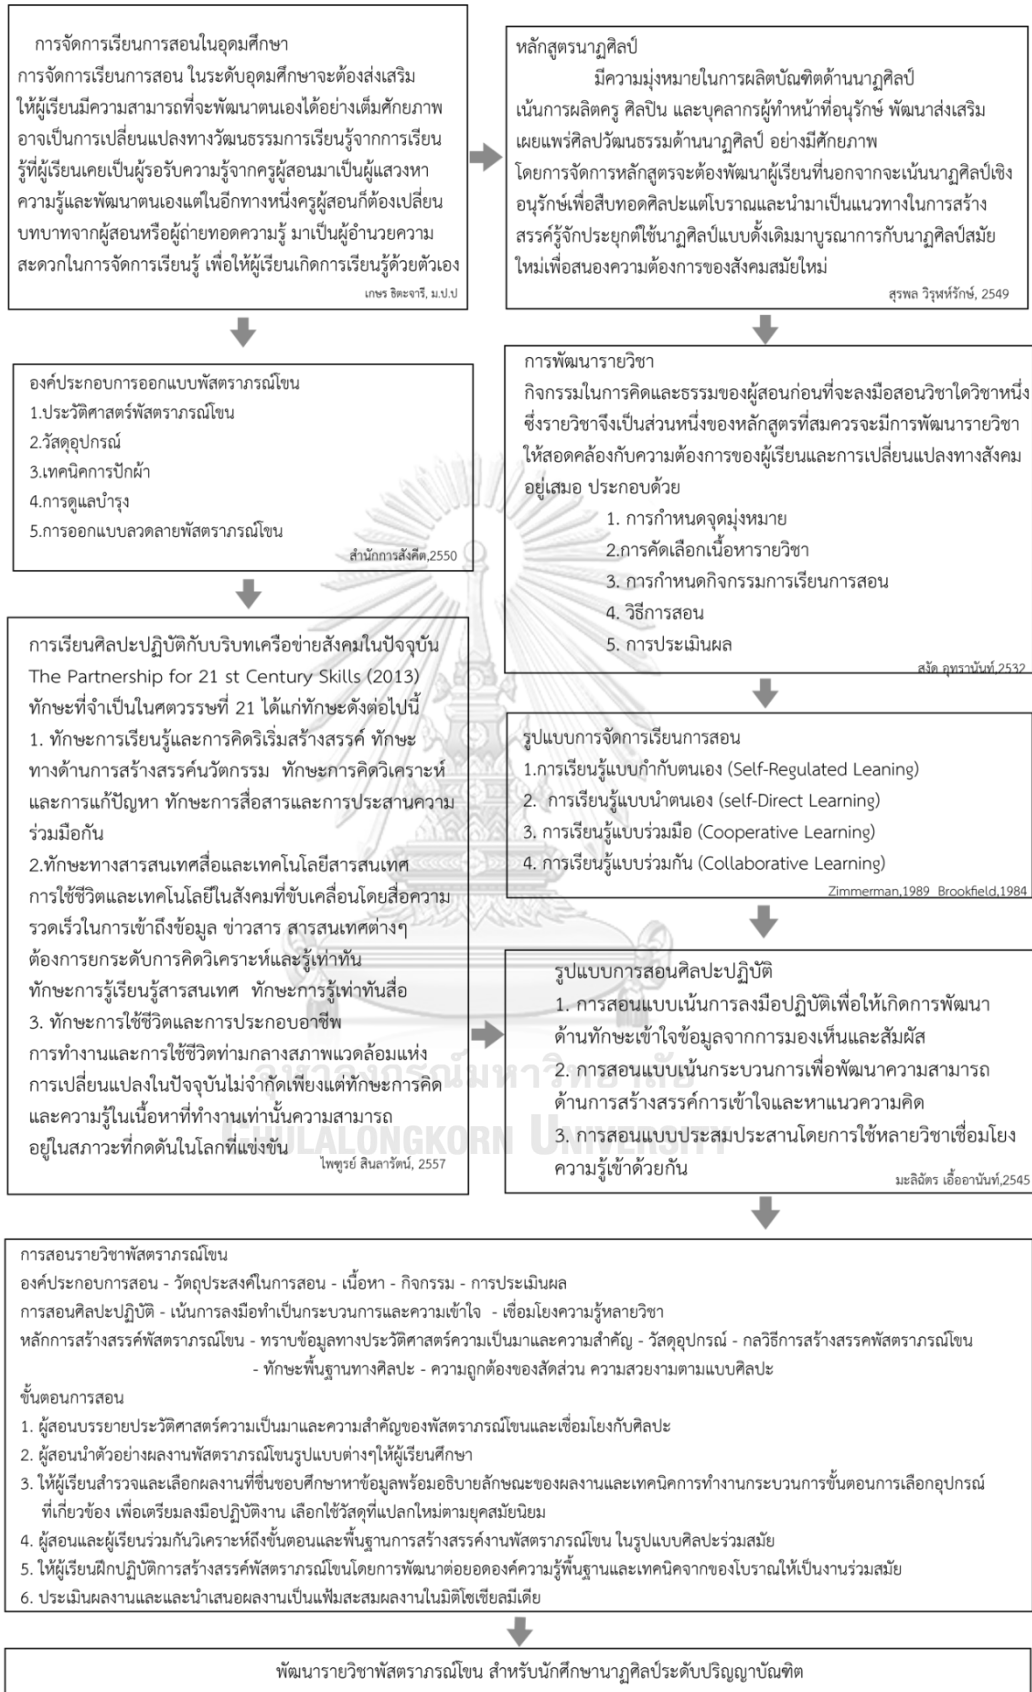 การจัดการเรียนการสอนในอุดมศึกษา
การจัดการเรียนการสอน ในระดับอุดมศึกษาจะต้องส่งเสริม
ให้ผู้เรียนมีความสามารถที่จะพัฒนาตนเองได้อย่างเต็มศักยภาพ
อาจเป็นการเปลี่ยนแปลงทางวัฒนธรรมการเรียนรู้จากการเรียน
รู้ที่ผู้เรียนเคยเป็นผู้รอรับความรู้จากครูผู้สอนมาเป็นผู้แสวงหา
ความรู้และพัฒนาตนเองแต่ในอีกทางหนึ่งครูผู้สอนก็ต้องเปลี่ยน
บทบาทจากผู้สอนหรือผู้ถ่ายทอดความรู้ มาเป็นผู้อำนวยความ
สะดวกในการจัดการเรียนรู้ เพื่อให้ผู้เรียนเกิดการเรียนรู้ด้วยตัวเอง
เกษร ธิตะจารี, ม.ป.ป
หลักสูตรนาฏศิลป์
มีความมุ่งหมายในการผลิตบัณฑิตด้านนาฏศิลป์
เน้นการผลิตครู ศิลปิน และบุคลากรผู้ทำหน้าที่อนุรักษ์ พัฒนาส่งเสริม
เผยแพร่ศิลปวัฒนธรรมด้านนาฏศิลป์ อย่างมีศักยภาพ
โดยการจัดการหลักสูตรจะต้องพัฒนาผู้เรียนที่นอกจากจะเน้นนาฏศิลป์เชิง
อนุรักษ์เพื่อสืบทอดศิลปะแต่โบราณและนำมาเป็นแนวทางในการสร้าง
สรรค์รู้จักประยุกต์ใช้นาฏศิลป์แบบดั้งเดิมมาบูรณาการกับนาฏศิลป์สมัย
ใหม่เพื่อสนองความต้องการของสังคมสมัยใหม่
สุรพล วิรุฬห์รักษ์, 2549
องค์ประกอบการออกแบบพัสตราภรณ์โขน
1.ประวัติศาสตร์พัสตราภรณ์โขน
2.วัสดุอุปกรณ์
3.เทคนิคการปักผ้า
4.การดูแลบำรุง
5.การออกแบบลวดลายพัสตราภรณ์โขน
สำนักการสังคีต,2550
การพัฒนารายวิชา
กิจกรรมในการคิดและธรรมของผู้สอนก่อนที่จะลงมือสอนวิชาใดวิชาหนึ่ง
ซึ่งรายวิชาจึงเป็นส่วนหนึ่งของหลักสูตรที่สมควรจะมีการพัฒนารายวิชา
ให้สอดคล้องกับความต้องการของผู้เรียนและการเปลี่ยนแปลงทางสังคม
อยู่เสมอ ประกอบด้วย
1. การกำหนดจุดมุ่งหมาย
2.การคัดเลือกเนื้อหารายวิชา
3. การกำหนดกิจกรรมการเรียนการสอน
4. วิธีการสอน
5. การประเมินผล
สงัด อุทรานันท์,2532
การเรียนศิลปะปฏิบัติกับบริบทเครือข่ายสังคมในปัจจุบัน
The Partnership for 21 st Century Skills (2013)
ทักษะที่จำเป็นในศตวรรษที่ 21 ได้แก่ทักษะดังต่อไปนี้
1. ทักษะการเรียนรู้และการคิดริเริ่มสร้างสรรค์ ทักษะ
ทางด้านการสร้างสรรค์นวัตกรรม ทักษะการคิดวิเคราะห์
และการแก้ปัญหา ทักษะการสื่อสารและการประสานความ
ร่วมมือกัน
2.ทักษะทางสารสนเทศสื่อและเทคโนโลยีสารสนเทศ
การใช้ชีวิตและเทคโนโลยีในสังคมที่ขับเคลื่อนโดยสื่อความ
รวดเร็วในการเข้าถึงข้อมูล ข่าวสาร สารสนเทศต่างๆ
ต้องการยกระดับการคิดวิเคราะห์และรู้เท่าทัน
ทักษะการรู้เรียนรู้สารสนเทศ ทักษะการรู้เท่าทันสื่อ
3. ทักษะการใช้ชีวิตและการประกอบอาชีพ
การทำงานและการใช้ชีวิตท่ามกลางสภาพแวดล้อมแห่ง
การเปลี่ยนแปลงในปัจจุบันไม่จำกัดเพียงแต่ทักษะการคิด
และความรู้ในเนื้อหาที่ทำงานเท่านั้นความสามารถ
อยู่ในสภาวะที่กดดันในโลกที่แข่งขัน
ไพฑูรย์ สินลารัตน์, 2557
รูปแบบการจัดการเรียนการสอน
1.การเรียนรู้แบบกำกับตนเอง (Self-Regulated Leaning)
2. การเรียนรู้แบบนำตนเอง (self-Direct Learning)
3. การเรียนรู้แบบร่วมมือ (Cooperative Learning)
4. การเรียนรู้แบบร่วมกัน (Collaborative Learning)
Zimmerman,1989 Brookfield,1984
รูปแบบการสอนศิลปะปฏิบัติ
1. การสอนแบบเน้นการลงมือปฏิบัติเพื่อให้เกิดการพัฒนา
ด้านทักษะเข้าใจข้อมูลจากการมองเห็นและสัมผัส
2. การสอนแบบเน้นกระบวนการเพื่อพัฒนาความสามารถ
ด้านการสร้างสรรค์การเข้าใจและหาแนวความคิด
3. การสอนแบบประสมประสานโดยการใช้หลายวิชาเชื่อมโยง
ความรู้เข้าด้วยกัน
มะลิฉัตร เอื้ออานันท์,2545
จุฬาลงกรณ์มหาวิทยาลัย
CHULALONGKORN UNIVERSITY
การสอนรายวิชาพัสตราภรณ์โขน
องค์ประกอบการสอน - วัตถุประสงค์ในการสอน - เนื้อหา - กิจกรรม - การประเมินผล
การสอนศิลปะปฏิบัติ - เน้นการลงมือทำเป็นกระบวนการและความเข้าใจ - เชื่อมโยงความรู้หลายวิชา
หลักการสร้างสรรค์พัสตราภรณ์โขน - ทราบข้อมูลทางประวัติศาสตร์ความเป็นมาและความสำคัญ - วัสดุอุปกรณ์ - กลวิธีการสร้างสรรคพัสตราภรณ์โขน
- ทักษะพื้นฐานทางศิลปะ - ความถูกต้องของสัดส่วน ความสวยงามตามแบบศิลปะ
ขั้นตอนการสอน
1. ผู้สอนบรรยายประวัติศาสตร์ความเป็นมาและความสำคัญของพัสตราภรณ์โขนและเชื่อมโยงกับศิลปะ
2. ผู้สอนนำตัวอย่างผลงานพัสตราภรณ์โขนรูปแบบต่างๆให้ผู้เรียนศึกษา
3. ให้ผู้เรียนสำรวจและเลือกผลงานที่ชื่นชอบศึกษาหาข้อมูลพร้อมอธิบายลักษณะของผลงานและเทคนิคการทำงานกระบวนการขั้นตอนการเลือกอุปกรณ์
ที่เกี่ยวข้อง เพื่อเตรียมลงมือปฏิบัติงาน เลือกใช้วัสดุที่แปลกใหม่ตามยุคสมัยนิยม
4. ผู้สอนและผู้เรียนร่วมกันวิเคราะห์ถึงขั้นตอนและพื้นฐานการสร้างสรรค์งานพัสตราภรณ์โขน ในรูปแบบศิลปะร่วมสมัย
5. ให้ผู้เรียนฝึกปฏิบัติการสร้างสรรค์พัสตราภรณ์โขนโดยการพัฒนาต่อยอดองค์ความรู้พื้นฐานและเทคนิคจากของโบราณให้เป็นงานร่วมสมัย
6. ประเมินผลงานและและนำเสนอผลงานเป็นแฟ้มสะสมผลงานในมิติโซเชียลมีเดีย
พัฒนารายวิชาพัสตราภรณ์โขน สำหรับนักศึกษานาฏศิลป์ระดับปริญญาบัณฑิต